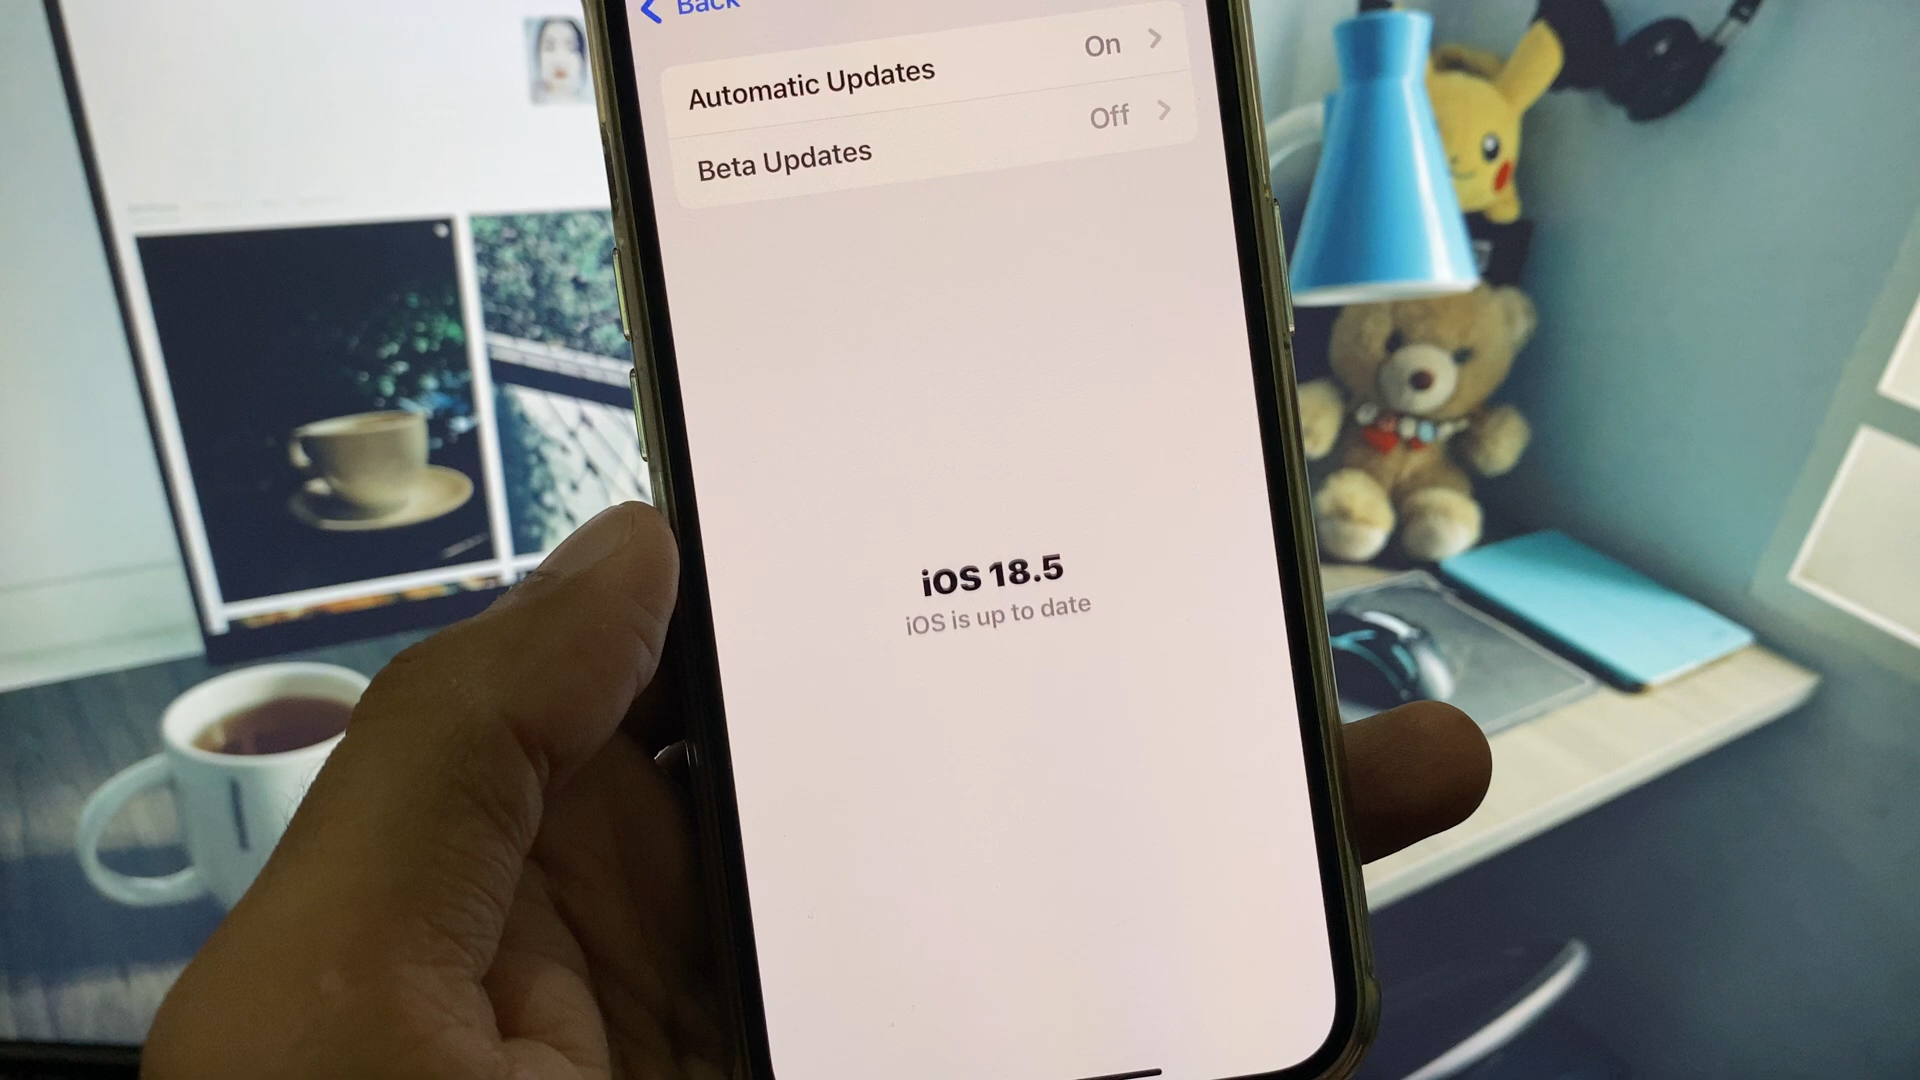 Back
Automatic Updates On
Beta Updates Off
iOS 18.5
iOS is up to date